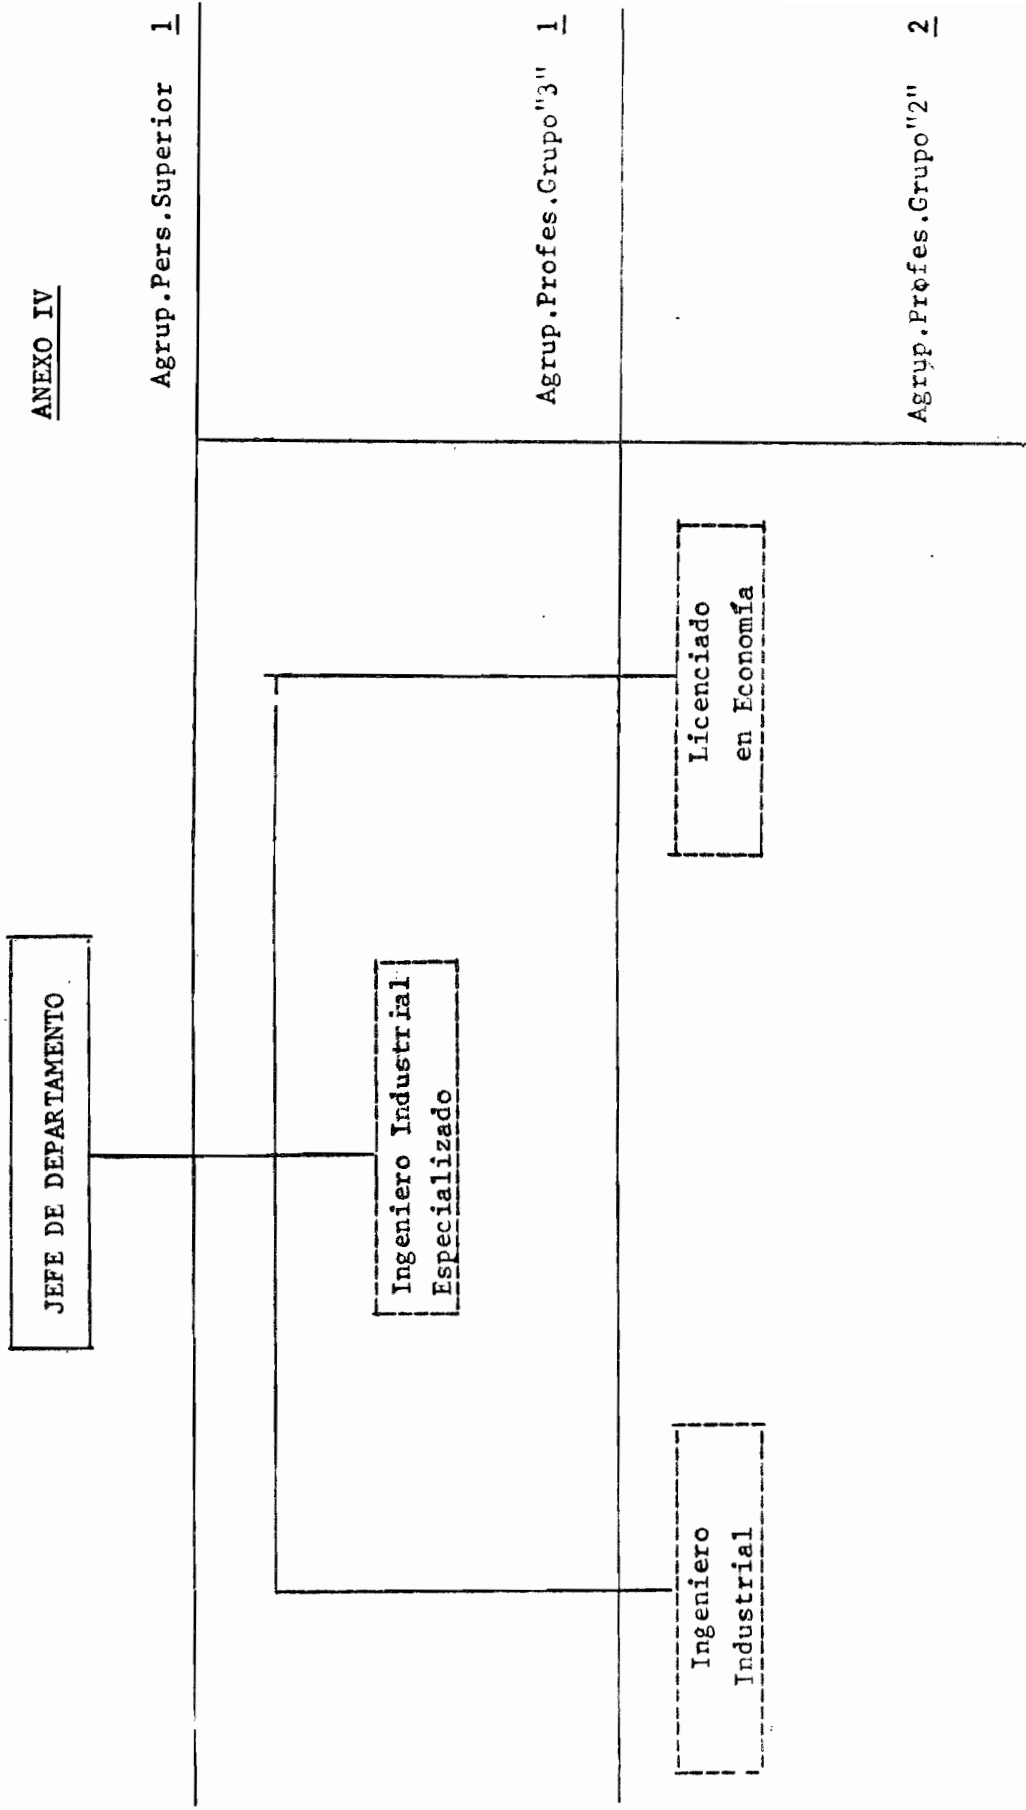 ANEXO IV
JEFE DE DEPARTAMENTO
Agrup.Pers.Superior 1
Ingeniero Industrial
Especializado
Agrup.Profes.Grupo"3" 1
Ingeniero
Industrial
Licenciado
en Economía
Agrup.Profes.Grupo"2" 2